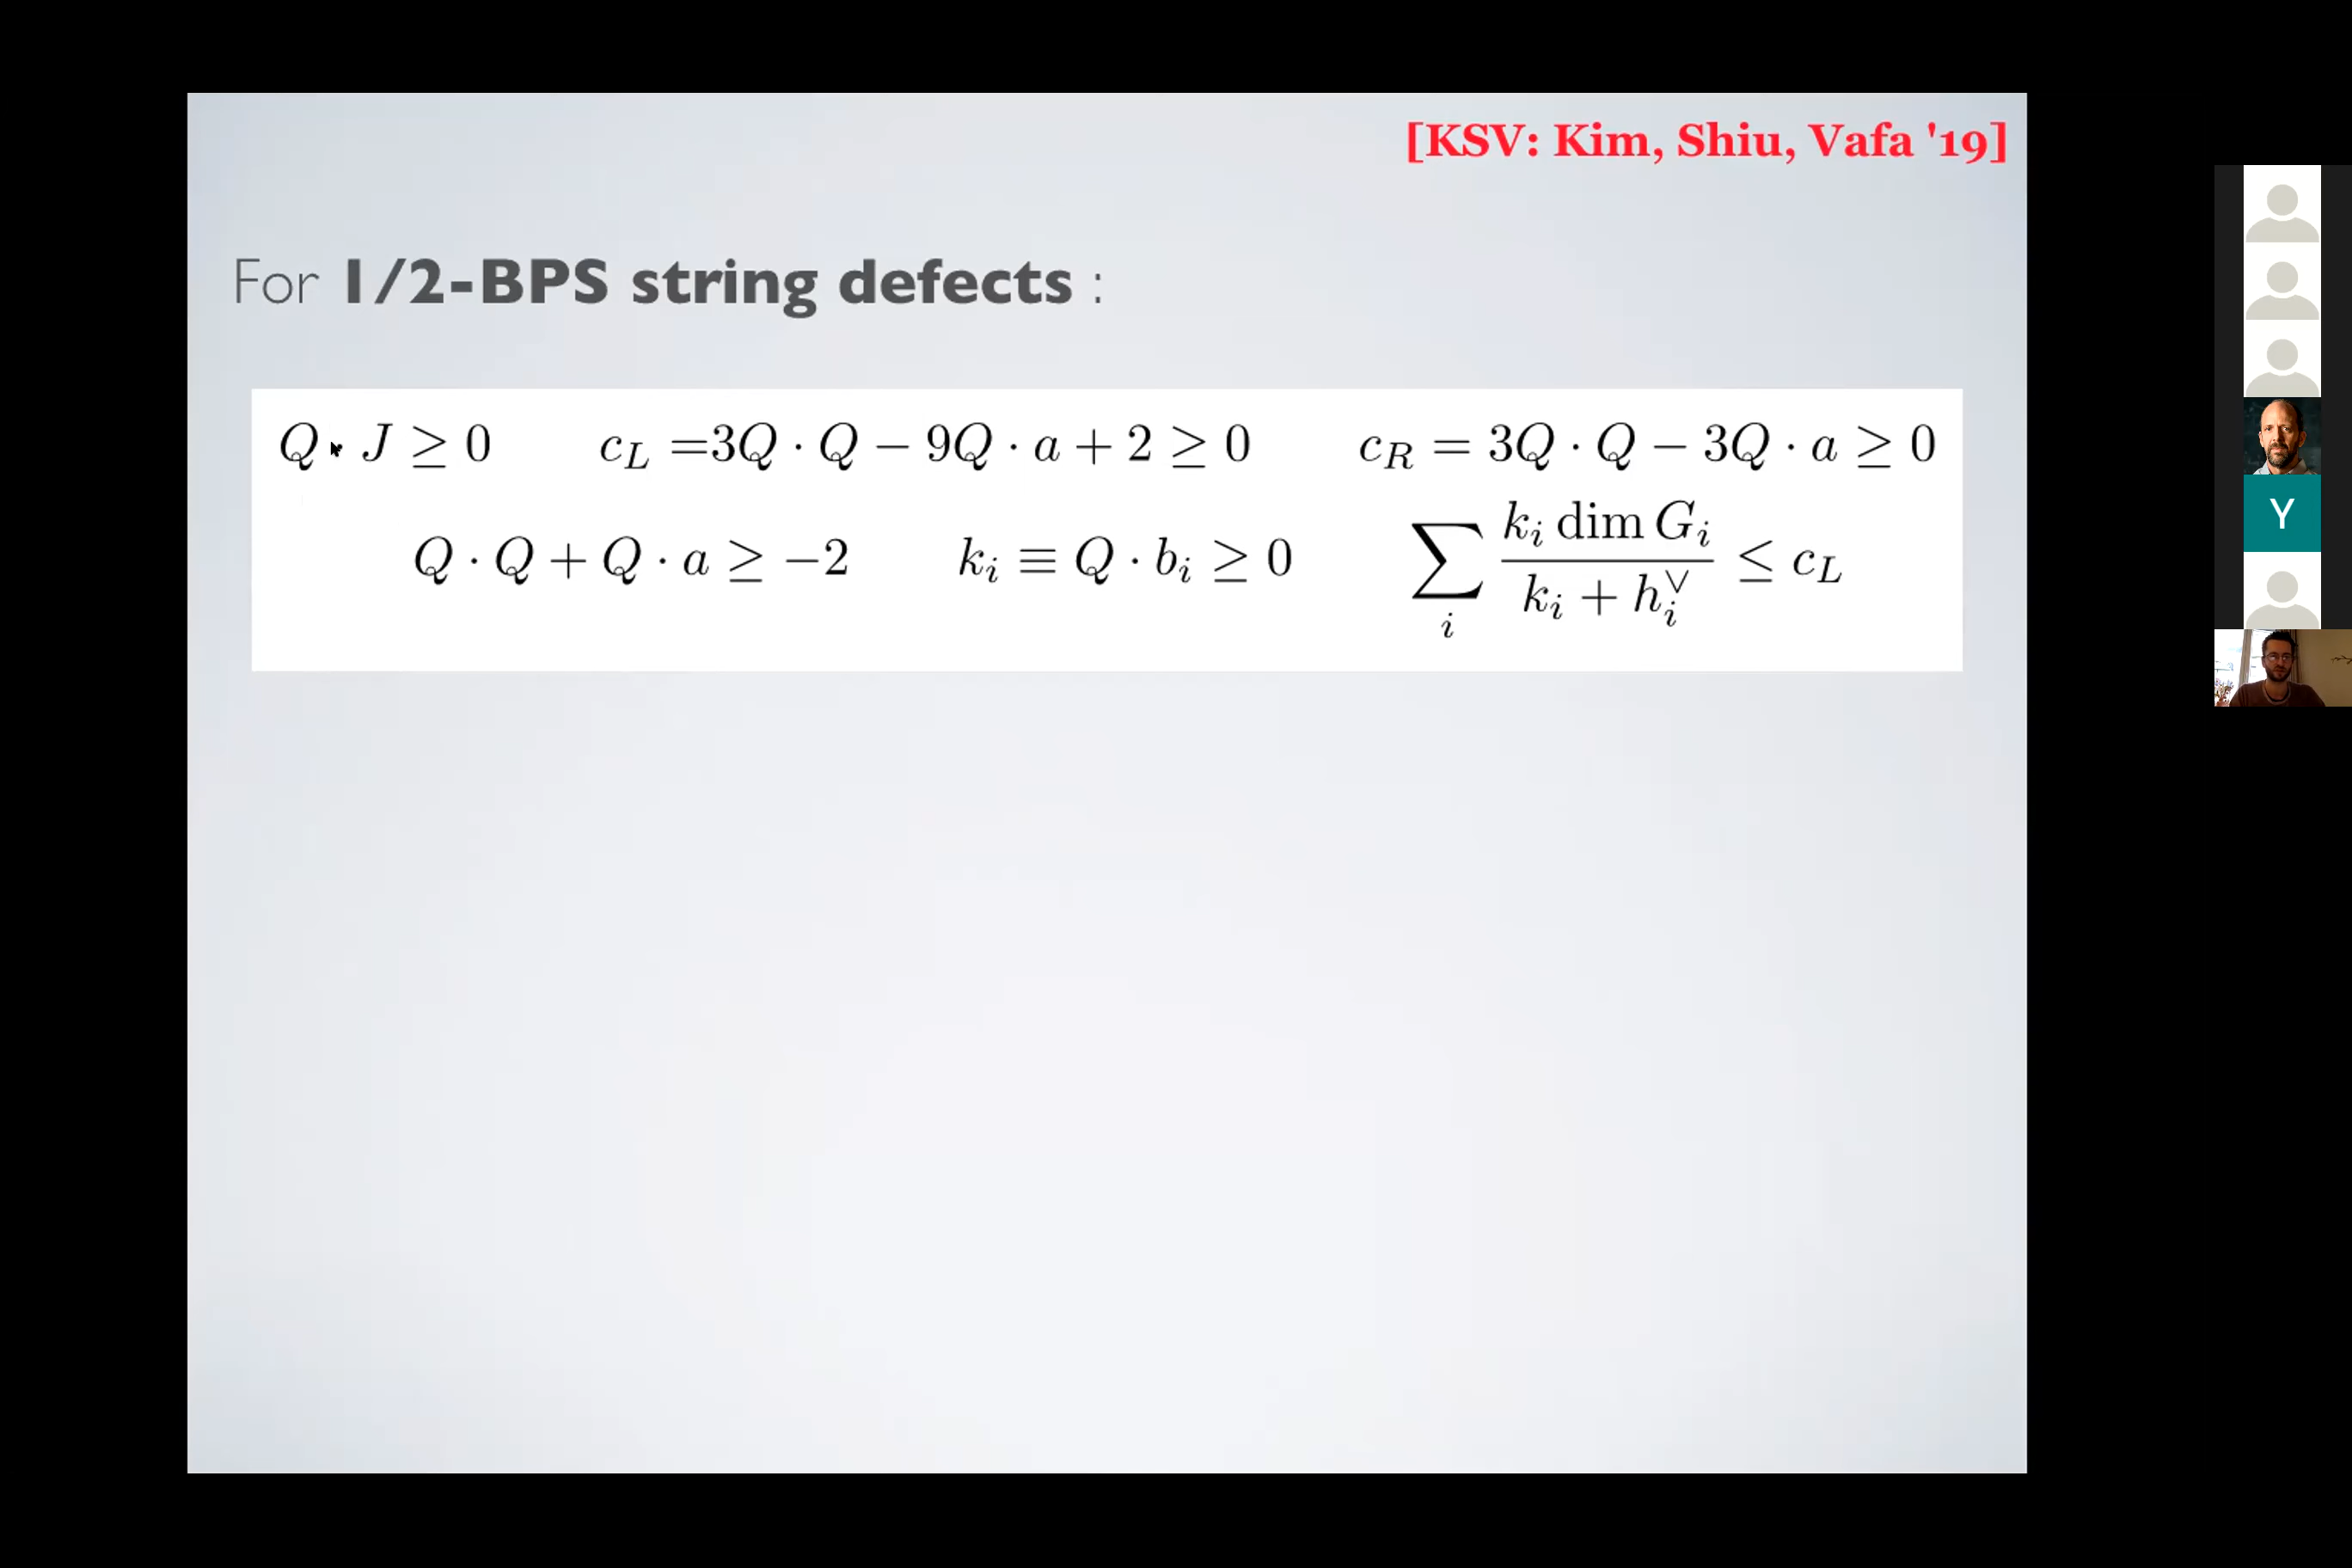 [KSV: Kim, Shiu, Vafa '19]
For 1/2-BPS string defects :
Q · J ≥ 0 c_L =3Q · Q − 9Q · a + 2 ≥ 0 c_R = 3Q · Q − 3Q · a ≥ 0
Q · Q + Q · a ≥ −2 k_i ≡ Q · b_i ≥ 0 ∑_i \frac{k_i dim G_i}{k_i + h_i^∨} ≤ c_L
Y